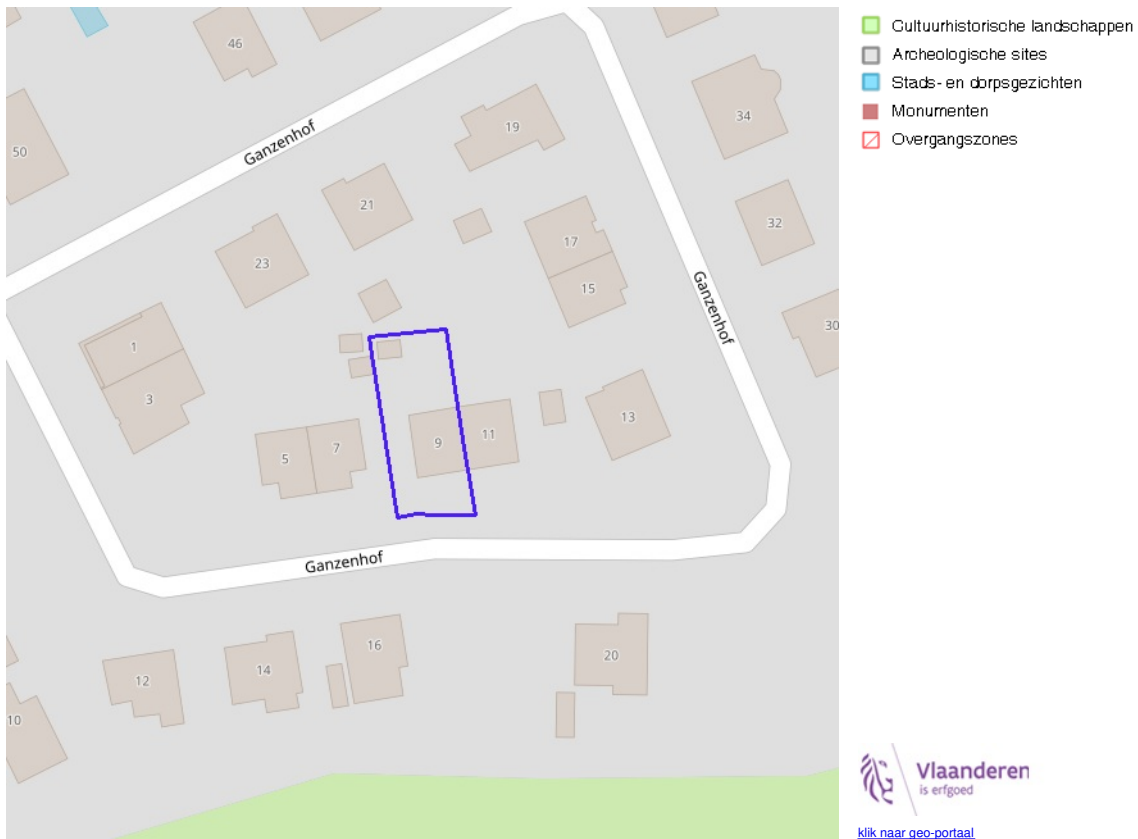 Cultuurhistorische landschappen
Archeologische sites
Stads- en dorpsgezichten
Monumenten
Overgangszones
46
50
19
34
Ganzenhof
21
32
17
23
15
Ganzenhof
30
1
3
13
9
11
7
5
Ganzenhof
16
20
14
12
10
Vlaanderen
is erfgoed
klik naar geo-portaal